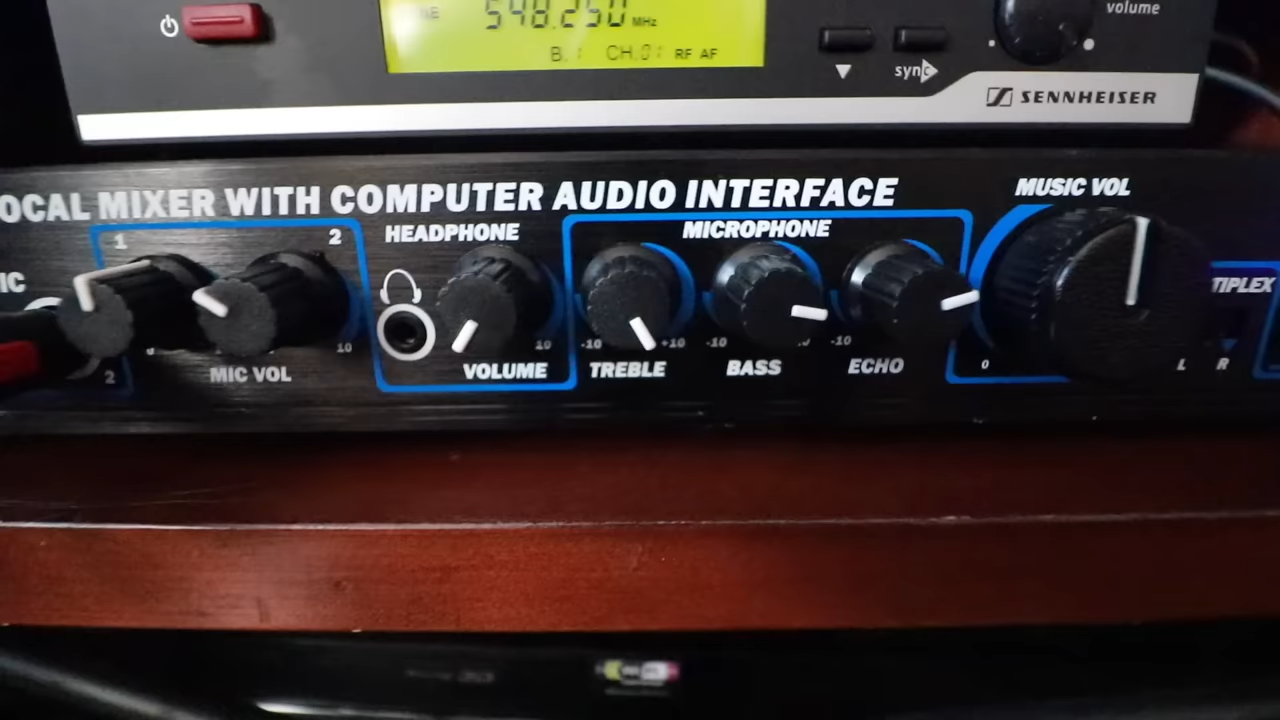 548.250 MHz
volume
B. CH.01 RF AF
sync
SENNHEISER
OCAL MIXER WITH COMPUTER AUDIO INTERFACE
MUSIC VOL
1 2 HEADPHONE MICROPHONE
IC
TIPLEX
10 10 -10 +10 -10 -10
2 MIC VOL VOLUME TREBLE BASS ECHO 0 L R